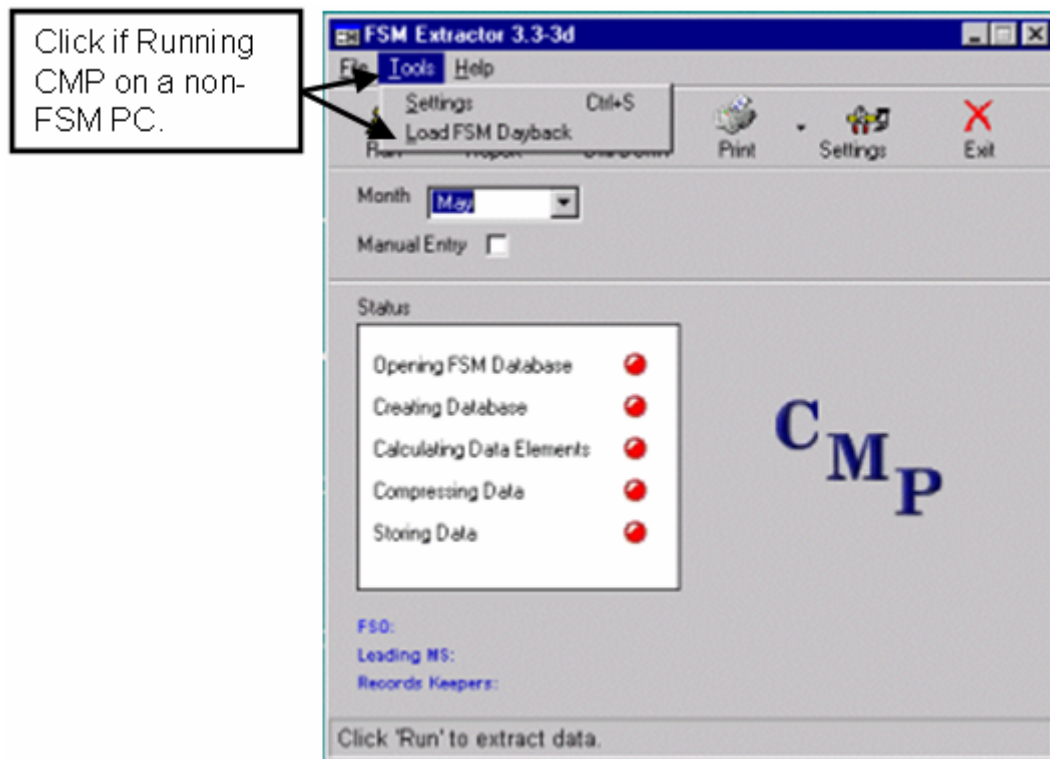 Click if Running
CMP on a non-
FSM PC.
FSM Extractor 3.3-3d
File Tools Help
Settings Ctrl+S
Load FSM Dayback
Run Print Settings Exit
Month May
Manual Entry
Status
Opening FSM Database
Creating Database
Calculating Data Elements
Compressing Data
Storing Data
CMP
FSO:
Leading MS:
Records Keepers:
Click 'Run' to extract data.